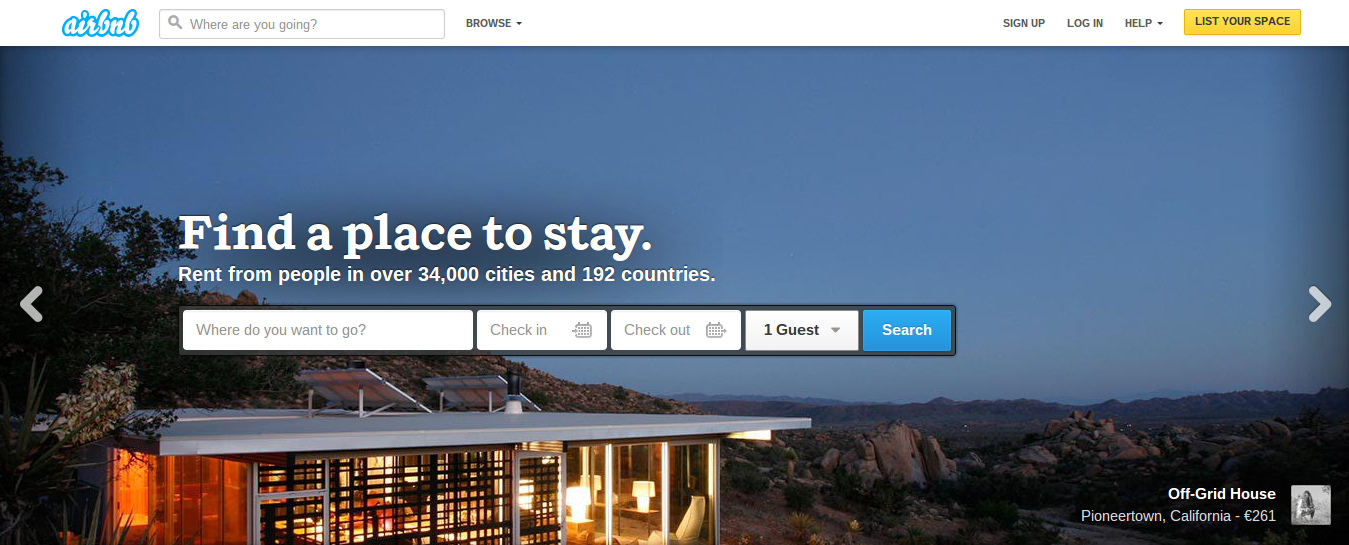 airbnb
Where are you going?
BROWSE
SIGN UP
LOG IN
HELP
LIST YOUR SPACE
Find a place to stay.
Rent from people in over 34,000 cities and 192 countries.
Where do you want to go?
Check in
Check out
1 Guest
Search
Off-Grid House
Pioneertown, California - €261